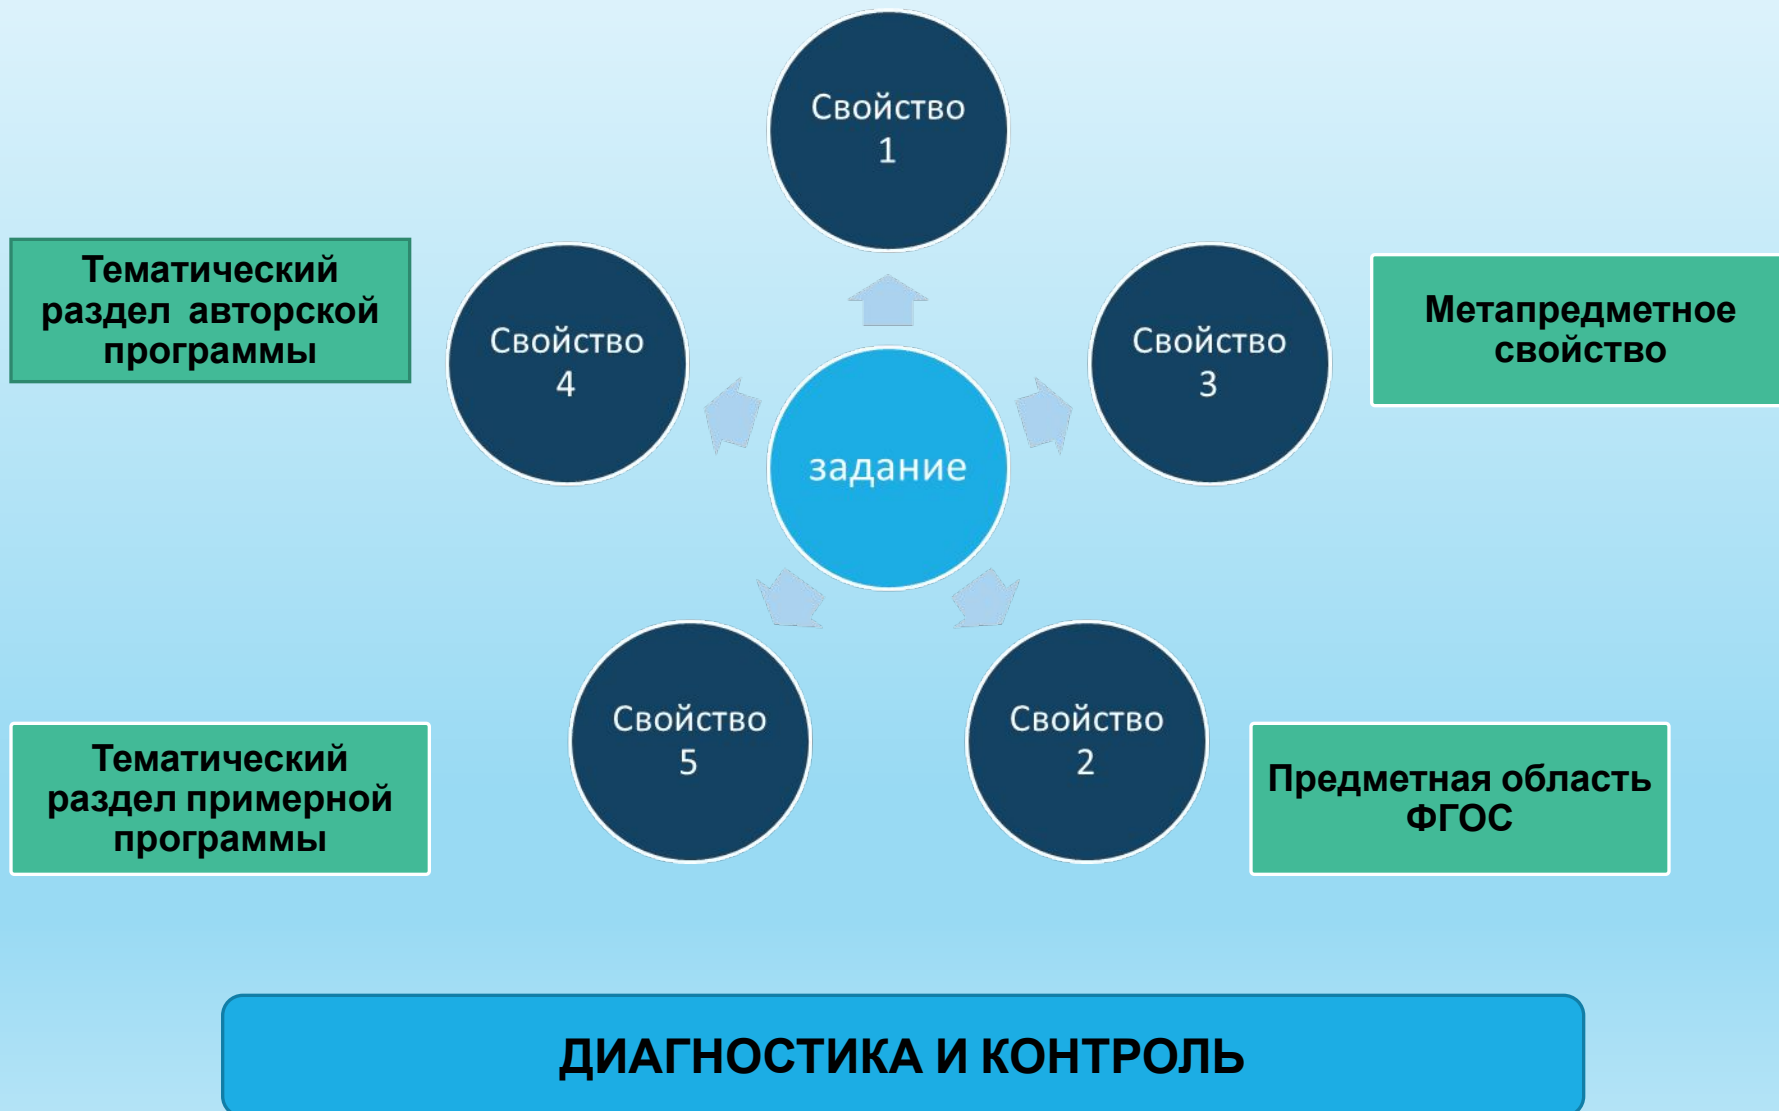 Свойство
1
Тематический
раздел авторской
программы
Свойство
4
Свойство
3
Метапредметное
свойство
задание
Тематический
раздел примерной
программы
Свойство
5
Свойство
2
Предметная область
ФГОС
ДИАГНОСТИКА И КОНТРОЛЬ